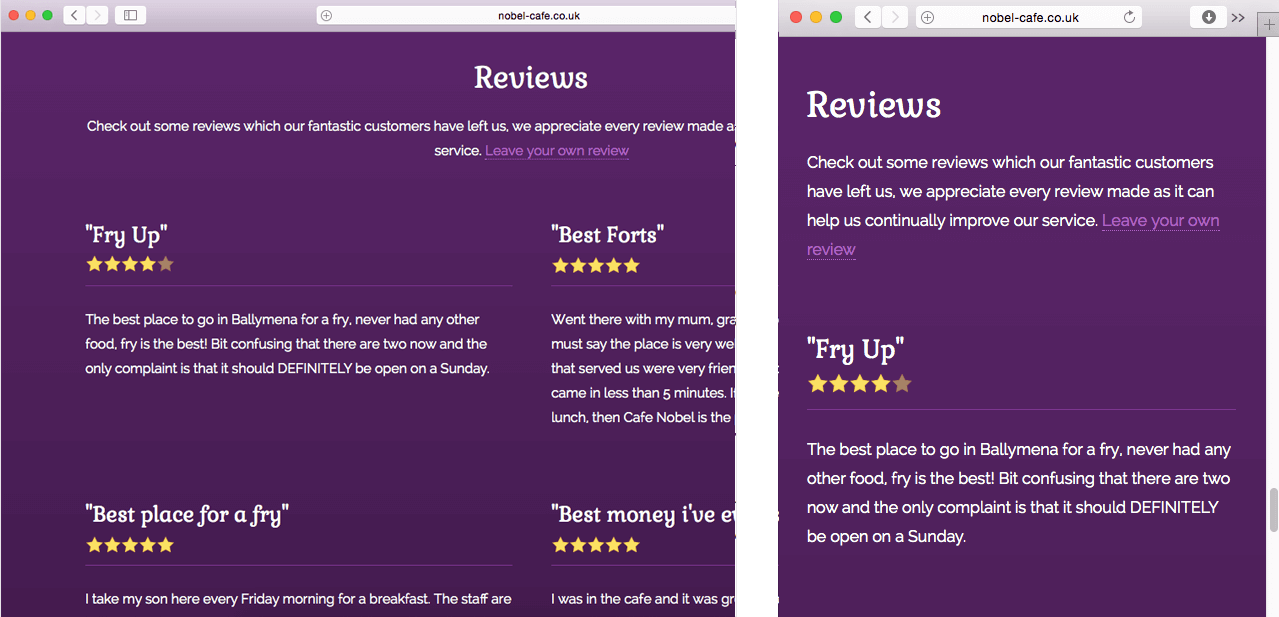 nobel-cafe.co.uk
Reviews
Check out some reviews which our fantastic customers have left us, we appreciate every review made a
service. Leave your own review
"Fry Up"
The best place to go in Ballymena for a fry, never had any other
food, fry is the best! Bit confusing that there are two now and the
only complaint is that it should DEFINITELY be open on a Sunday.
"Best Forts"
Went there with my mum, gra
must say the place is very we
that served us were very frien
came in less than 5 minutes. I
lunch, then Cafe Nobel is the
"Best place for a fry"
I take my son here every Friday morning for a breakfast. The staff are
"Best money i've e
I was in the cafe and it was gr
nobel-cafe.co.uk
Reviews
Check out some reviews which our fantastic customers
have left us, we appreciate every review made as it can
help us continually improve our service. Leave your own
review
"Fry Up"
The best place to go in Ballymena for a fry, never had any
other food, fry is the best! Bit confusing that there are two
now and the only complaint is that it should DEFINITELY
be open on a Sunday.